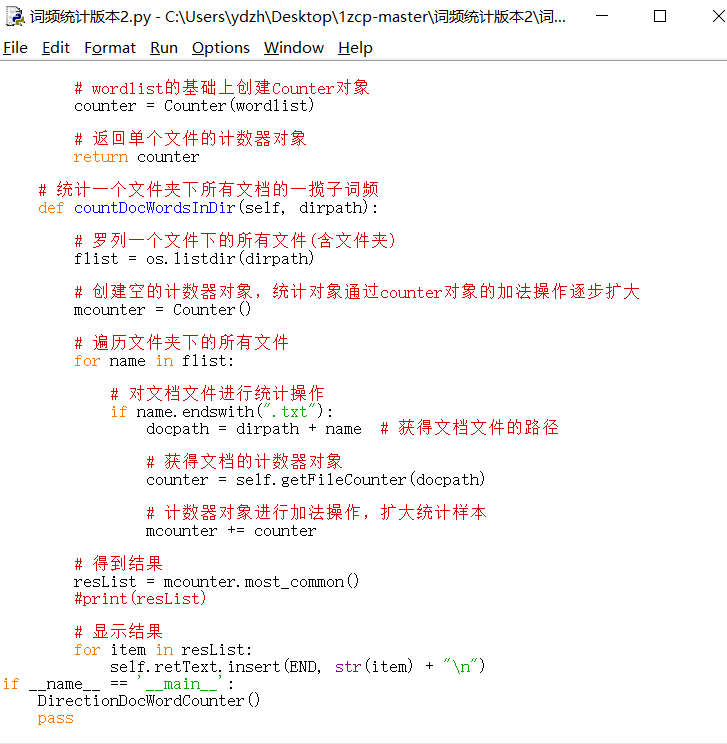 词频统计版本2.py - C:\Users\ydzh\Desktop\1zcp-master\词频统计版本2\词...
File Edit Format Run Options Window Help
# wordlist的基础上创建Counter对象
counter = Counter(wordlist)
# 返回单个文件的计数器对象
return counter
# 统计一个文件夹下所有文档的一揽子词频
def countDocWordsInDir(self, dirpath):
# 罗列一个文件下的所有文件(含文件夹)
flist = os.listdir(dirpath)
# 创建空的计数器对象，统计对象通过counter对象的加法操作逐步扩大
mcounter = Counter()
# 遍历文件夹下的所有文件
for name in flist:
# 对文档文件进行统计操作
if name.endswith(".txt"):
docpath = dirpath + name # 获得文档文件的路径
# 获得文档的计数器对象
counter = self.getFileCounter(docpath)
# 计数器对象进行加法操作，扩大统计样本
mcounter += counter
# 得到结果
resList = mcounter.most_common()
#print(resList)
# 显示结果
for item in resList:
self.retText.insert(END, str(item) + "\n")
if __name__ == '__main__':
DirectionDocWordCounter()
pass